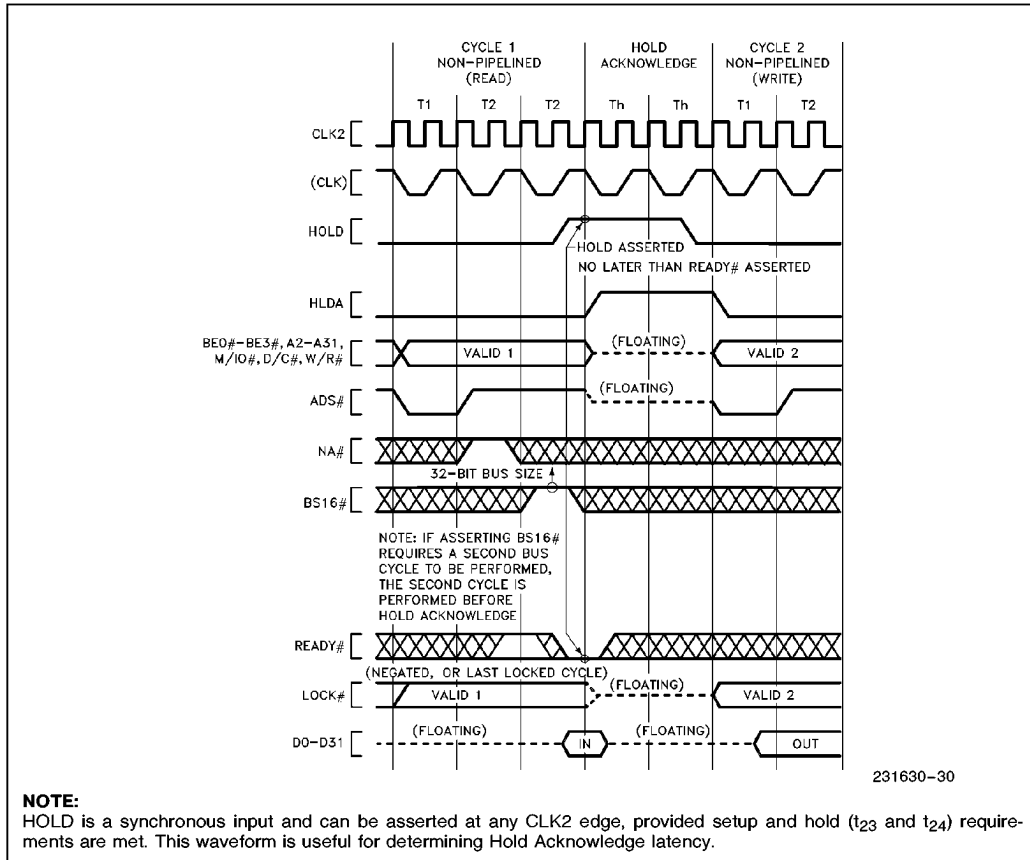 CYCLE 1
NON-PIPELINED
(READ)
HOLD
ACKNOWLEDGE
CYCLE 2
NON-PIPELINED
(WRITE)
T1 T2 T2 Th Th T1 T2
CLK2
(CLK)
HOLD
HOLD ASSERTED
NO LATER THAN READY# ASSERTED
HLDA
BE0#-BE3#, A2-A31,
M/IO#, D/C#, W/R#
VALID 1
(FLOATING)
VALID 2
ADS#
(FLOATING)
NA#
32-BIT BUS SIZE
BS16#
NOTE: IF ASSERTING BS16#
REQUIRES A SECOND BUS
CYCLE TO BE PERFORMED,
THE SECOND CYCLE IS
PERFORMED BEFORE
HOLD ACKNOWLEDGE
READY#
(NEGATED, OR LAST LOCKED CYCLE)
LOCK#
VALID 1
(FLOATING)
VALID 2
D0-D31
(FLOATING)
IN
(FLOATING)
OUT
231630-30
NOTE:
HOLD is a synchronous input and can be asserted at any CLK2 edge, provided setup and hold (t23 and t24) require-
ments are met. This waveform is useful for determining Hold Acknowledge latency.